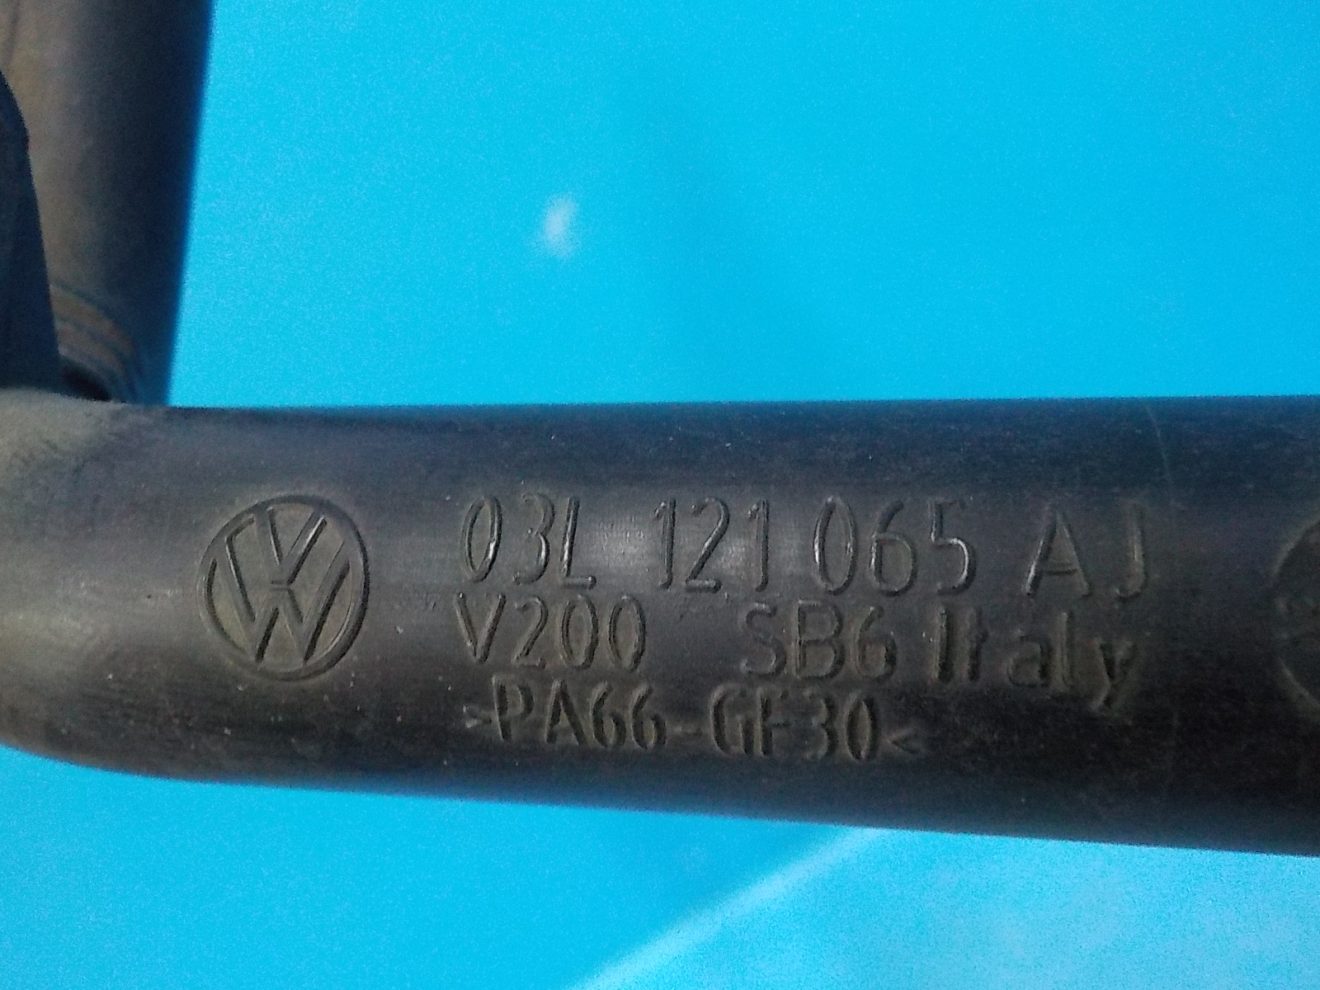 03L 121 065 AJ
V200 SB6 Italy
>PA66-GF30<